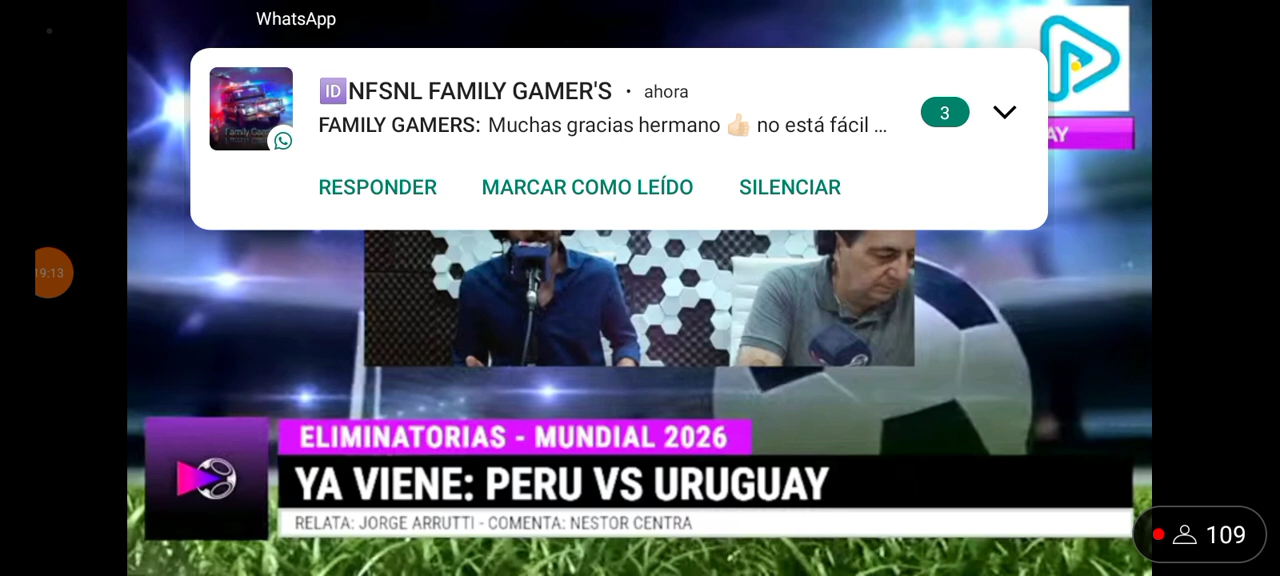 WhatsApp
🆔NFSNL FAMILY GAMER'S · ahora
FAMILY GAMERS: Muchas gracias hermano 👍🏻 no está fácil ...
3
RESPONDER
MARCAR COMO LEÍDO
SILENCIAR
AY
19:13
ELIMINATORIAS - MUNDIAL 2026
YA VIENE: PERU VS URUGUAY
RELATA: JORGE ARRUTTI - COMENTA: NESTOR CENTRA
109